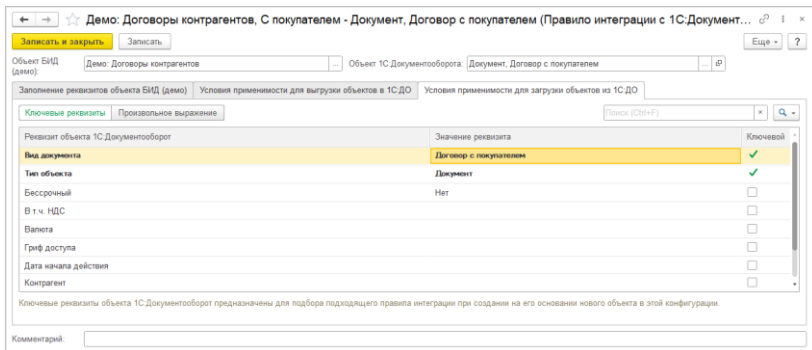 Демо: Договоры контрагентов, С покупателем - Документ, Договор с покупателем (Правило интеграции с 1С:Документ...
Записать и закрыть Записать Еще ?
Объект БИД (демо): Демо: Договоры контрагентов ... Объект 1С:Документооборота: Документ, Договор с покупателем ...
Заполнение реквизитов объекта БИД (демо) Условия применимости для выгрузки объектов в 1С:ДО Условия применимости для загрузки объектов из 1С:ДО
Ключевые реквизиты Произвольное выражение Поиск (Ctrl+F) ×
Реквизит объекта 1С:Документооборот Значение реквизита Ключевой
Вид документа Договор с покупателем
Тип объекта Документ
Бессрочный Нет
В т.ч. НДС
Валюта
Гриф доступа
Дата начала действия
Контрагент
Ключевые реквизиты объекта 1С:Документооборот предназначены для подбора подходящего правила интеграции при создании на его основании нового объекта в этой конфигурации.
Комментарий: